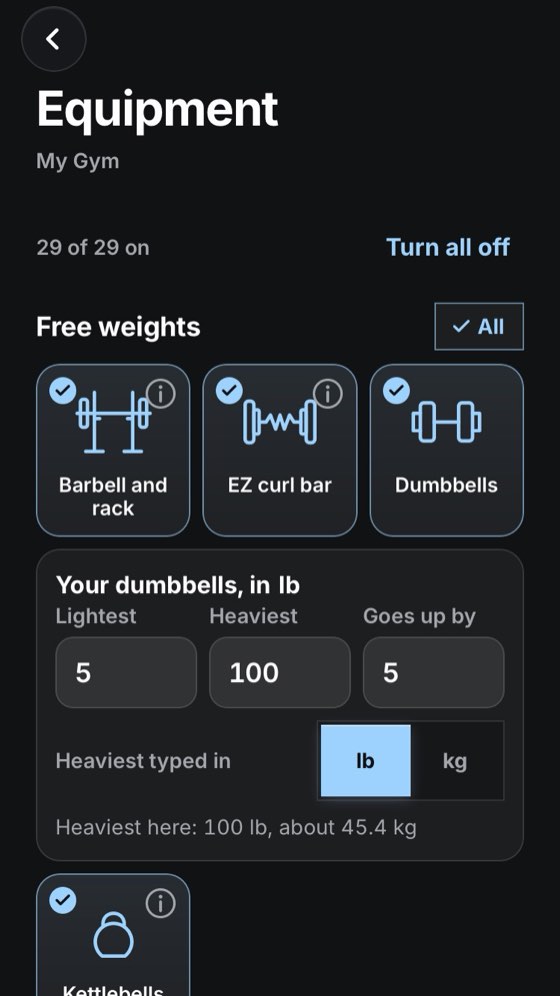 Equipment
My Gym
29 of 29 on
Turn all off
Free weights
All
Barbell and
rack
EZ curl bar
Dumbbells
Your dumbbells, in lb
Lightest
Heaviest
Goes up by
5
100
5
Heaviest typed in
lb
kg
Heaviest here: 100 lb, about 45.4 kg
Kettlebells